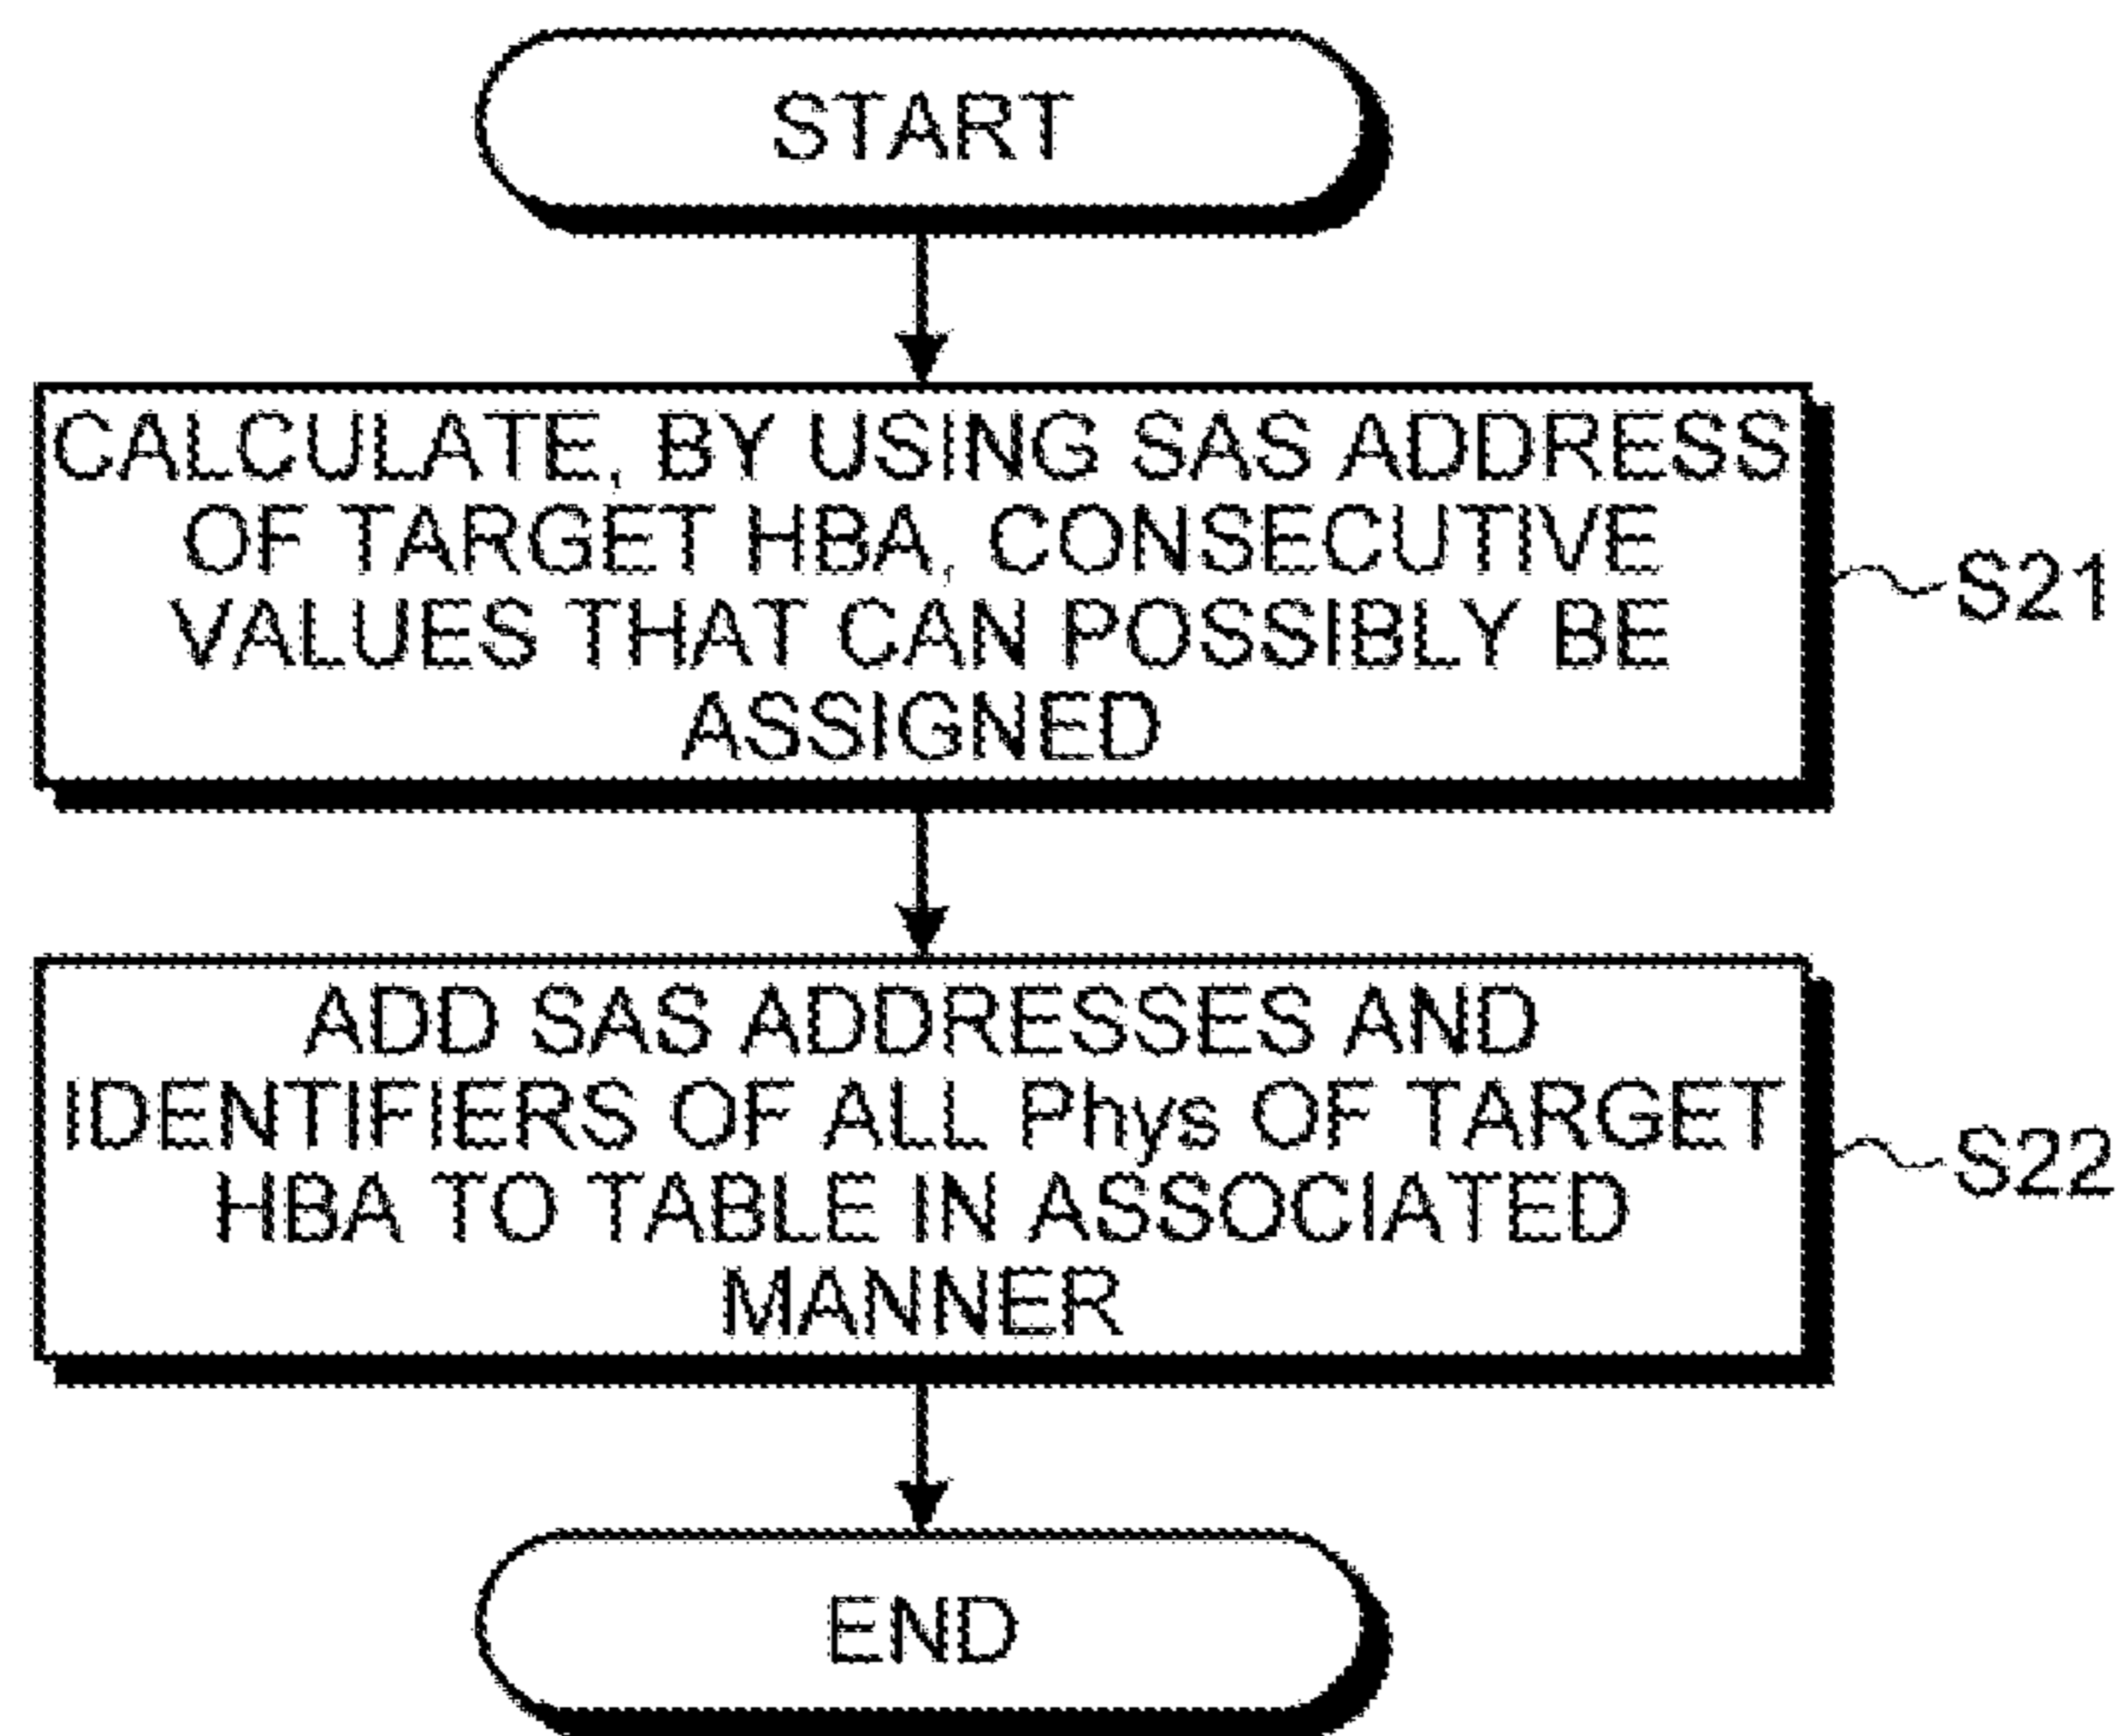 START
CALCULATE, BY USING SAS ADDRESS
OF TARGET HBA, CONSECUTIVE
VALUES THAT CAN POSSIBLY BE
ASSIGNED
S21
ADD SAS ADDRESSES AND
IDENTIFIERS OF ALL Phys OF TARGET
HBA TO TABLE IN ASSOCIATED
MANNER
S22
END